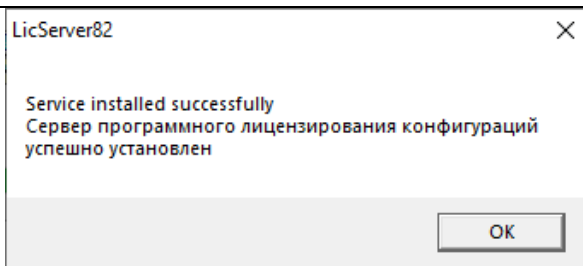 LicServer82
Service installed successfully
Сервер программного лицензирования конфигураций
успешно установлен
OK